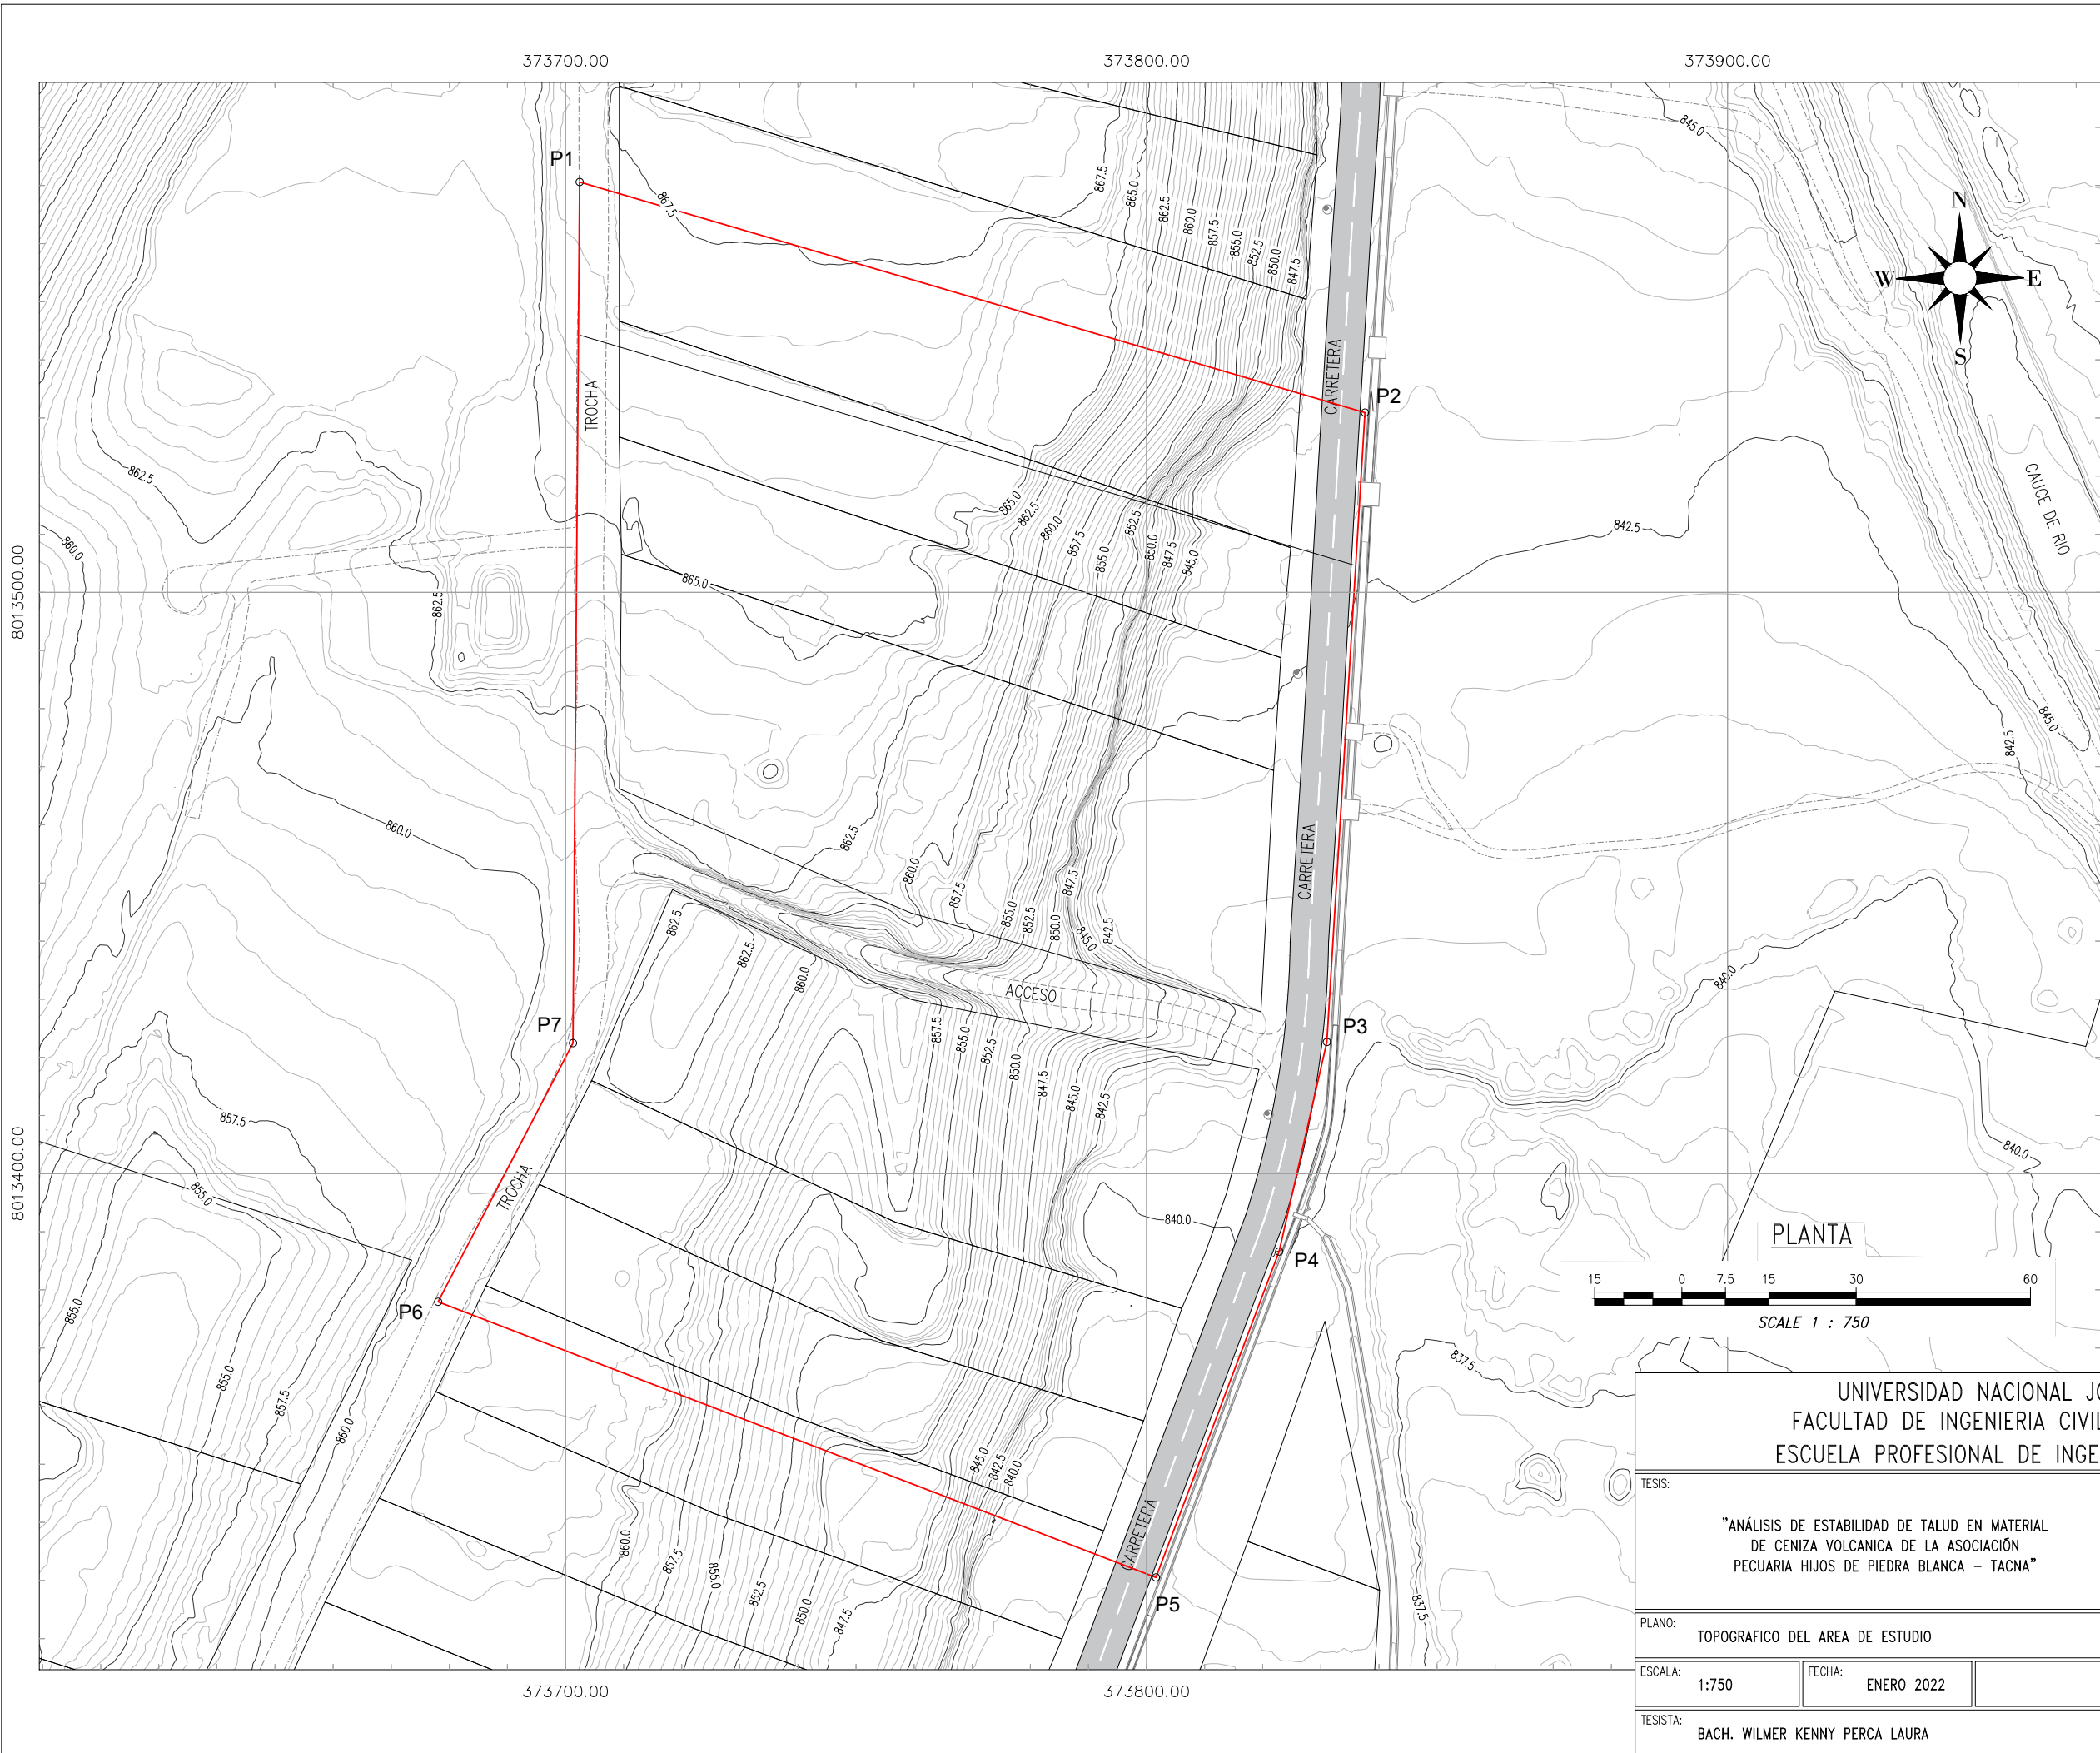 373700.00
373800.00
373900.00
8013500.00
8013400.00
373700.00
373800.00
N
W
E
S
P1
P2
P3
P4
P5
P6
P7
TROCHA
TROCHA
CARRETERA
CARRETERA
CARRETERA
ACCESO
CAUCE DE RIO
845.0
867.5
867.5
865.0
862.5
860.0
857.5
855.0
852.5
850.0
847.5
862.5
860.0
862.5
865.0
865.0
862.5
860.0
857.5
855.0
852.5
850.0
847.5
845.0
842.5
845.0
842.5
860.0
862.5
860.0
857.5
855.0
852.5
850.0
847.5
845.0
842.5
862.5
862.5
860.0
857.5
855.0
852.5
850.0
847.5
845.0
842.5
840.0
840.0
840.0
857.5
855.0
855.0
855.0
857.5
860.0
860.0
857.5
855.0
852.5
850.0
847.5
845.0
842.5
840.0
837.5
837.5
PLANTA
15 0 7.5 15 30 60
SCALE 1 : 750
UNIVERSIDAD NACIONAL JO
FACULTAD DE INGENIERIA CIVIL
ESCUELA PROFESIONAL DE INGE
TESIS:
"ANÁLISIS DE ESTABILIDAD DE TALUD EN MATERIAL
DE CENIZA VOLCANICA DE LA ASOCIACIÓN
PECUARIA HIJOS DE PIEDRA BLANCA – TACNA"
PLANO:
TOPOGRAFICO DEL AREA DE ESTUDIO
ESCALA:
1:750
FECHA:
ENERO 2022
TESISTA:
BACH. WILMER KENNY PERCA LAURA